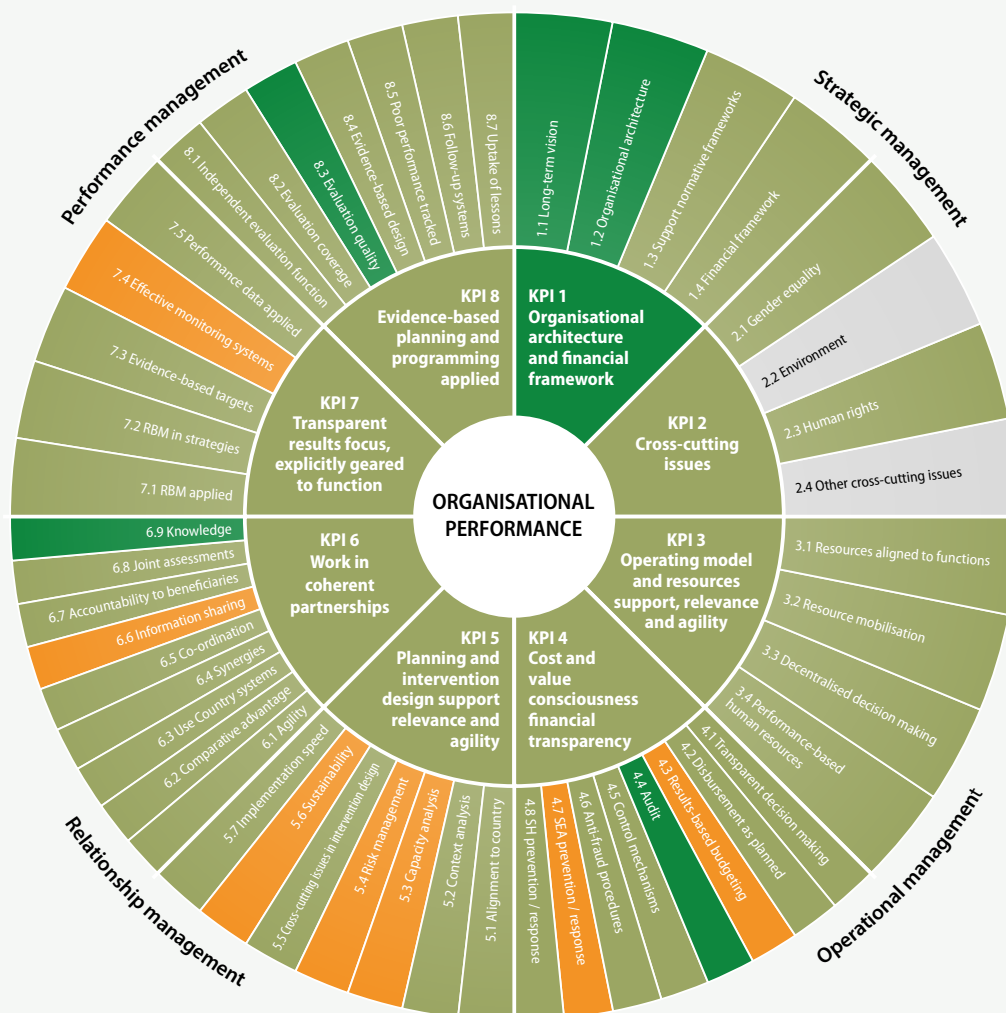 ORGANISATIONAL
PERFORMANCE
Strategic management
KPI 1
Organisational
architecture
and financial
framework
1.1 Long-term vision
1.2 Organisational architecture
1.3 Support normative frameworks
1.4 Financial framework
KPI 2
Cross-cutting
issues
2.1 Gender equality
2.2 Environment
2.3 Human rights
2.4 Other cross-cutting issues
Operational management
KPI 3
Operating model
and resources
support, relevance
and agility
3.1 Resources aligned to functions
3.2 Resource mobilisation
3.3 Decentralised decision making
3.4 Performance-based
human resources
KPI 4
Cost and
value
consciousness
financial
transparency
4.1 Transparent decision making
4.2 Disbursement as planned
4.3 Results-based budgeting
4.4 Audit
4.5 Control mechanisms
4.6 Anti-fraud procedures
4.7 SEA prevention / response
4.8 SH prevention / response
Relationship management
KPI 5
Planning and
intervention
design support
relevance and
agility
5.1 Alignment to country
5.2 Context analysis
5.3 Capacity analysis
5.4 Risk management
5.5 Cross-cutting issues in intervention design
5.6 Sustainability
5.7 Implementation speed
KPI 6
Work in
coherent
partnerships
6.1 Agility
6.2 Comparative advantage
6.3 Use Country systems
6.4 Synergies
6.5 Co-ordination
6.6 Information sharing
6.7 Accountability to beneficiaries
6.8 Joint assessments
6.9 Knowledge
Performance management
KPI 7
Transparent
results focus,
explicitly geared
to function
7.1 RBM applied
7.2 RBM in strategies
7.3 Evidence-based targets
7.4 Effective monitoring systems
7.5 Performance data applied
KPI 8
Evidence-based
planning and
programming
applied
8.1 Independent evaluation function
8.2 Evaluation coverage
8.3 Evaluation quality
8.4 Evidence-based design
8.5 Poor performance tracked
8.6 Follow-up systems
8.7 Uptake of lessons